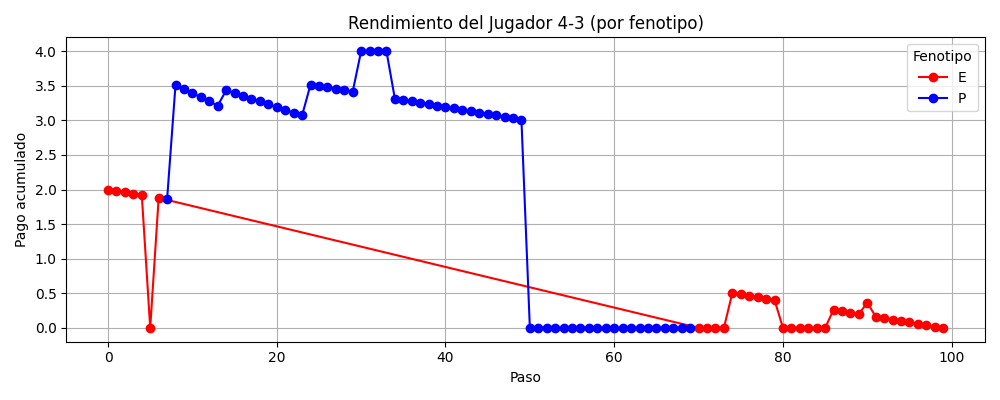 Rendimiento del Jugador 4-3 (por fenotipo)
Pago acumulado
4.0
3.5
3.0
2.5
2.0
1.5
1.0
0.5
0.0
Fenotipo
E
P
0 20 40 60 80 100
Paso